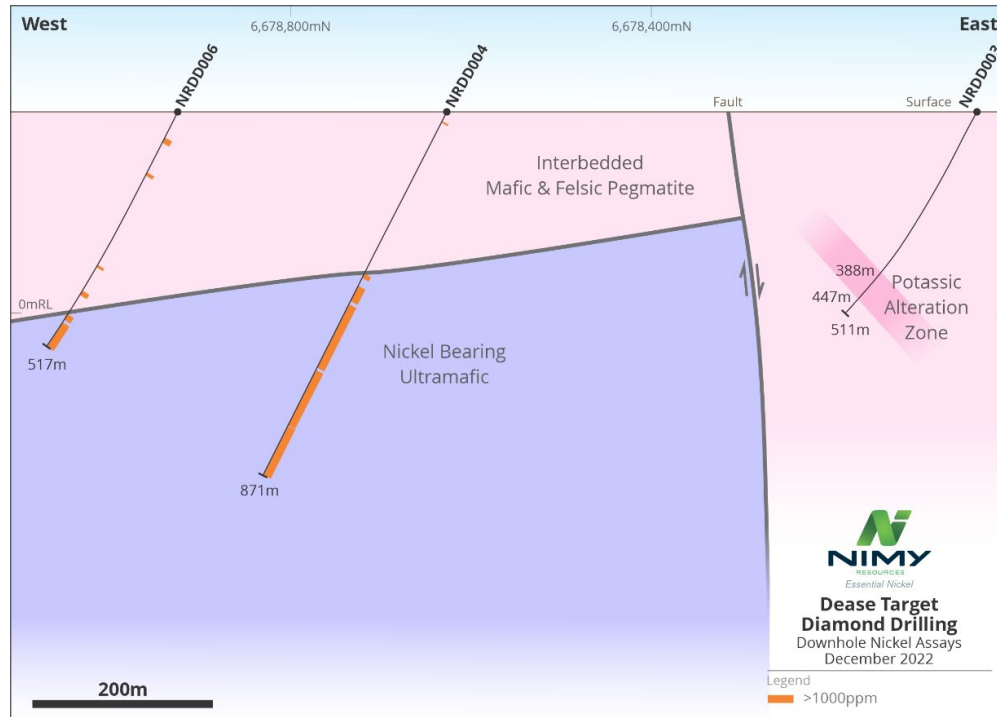 West
6,678,800mN
6,678,400mN
East
NRDD006
NRDD004
NRDD003
Fault
Surface
Interbedded
Mafic & Felsic Pegmatite
388m
447m
511m
Potassic
Alteration
Zone
0mRL
517m
Nickel Bearing
Ultramafic
871m
NIMY
RESOURCES
Essential Nickel
Dease Target
Diamond Drilling
Downhole Nickel Assays
December 2022
Legend
>1000ppm
200m